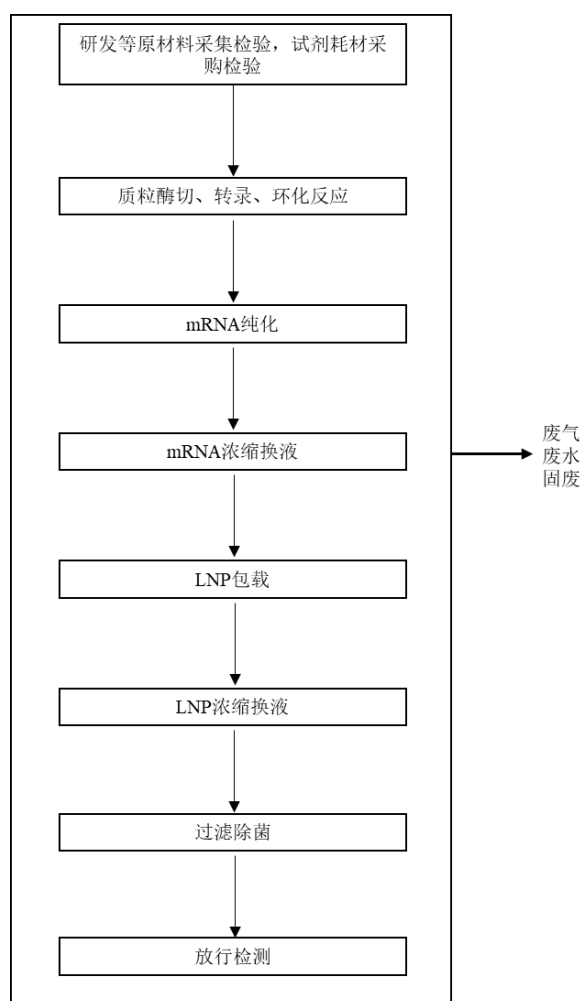 研发等原材料采集检验，试剂耗材采
购检验
质粒酶切、转录、环化反应
mRNA纯化
mRNA浓缩换液
废气
废水
固废
LNP包载
LNP浓缩换液
过滤除菌
放行检测